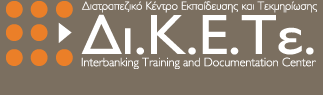 Διατραπεζικό Κέντρο Εκπαίδευσης και Τεκμηρίωσης
Δι.Κ.Ε.Τε.
Interbanking Training and Documentation Center